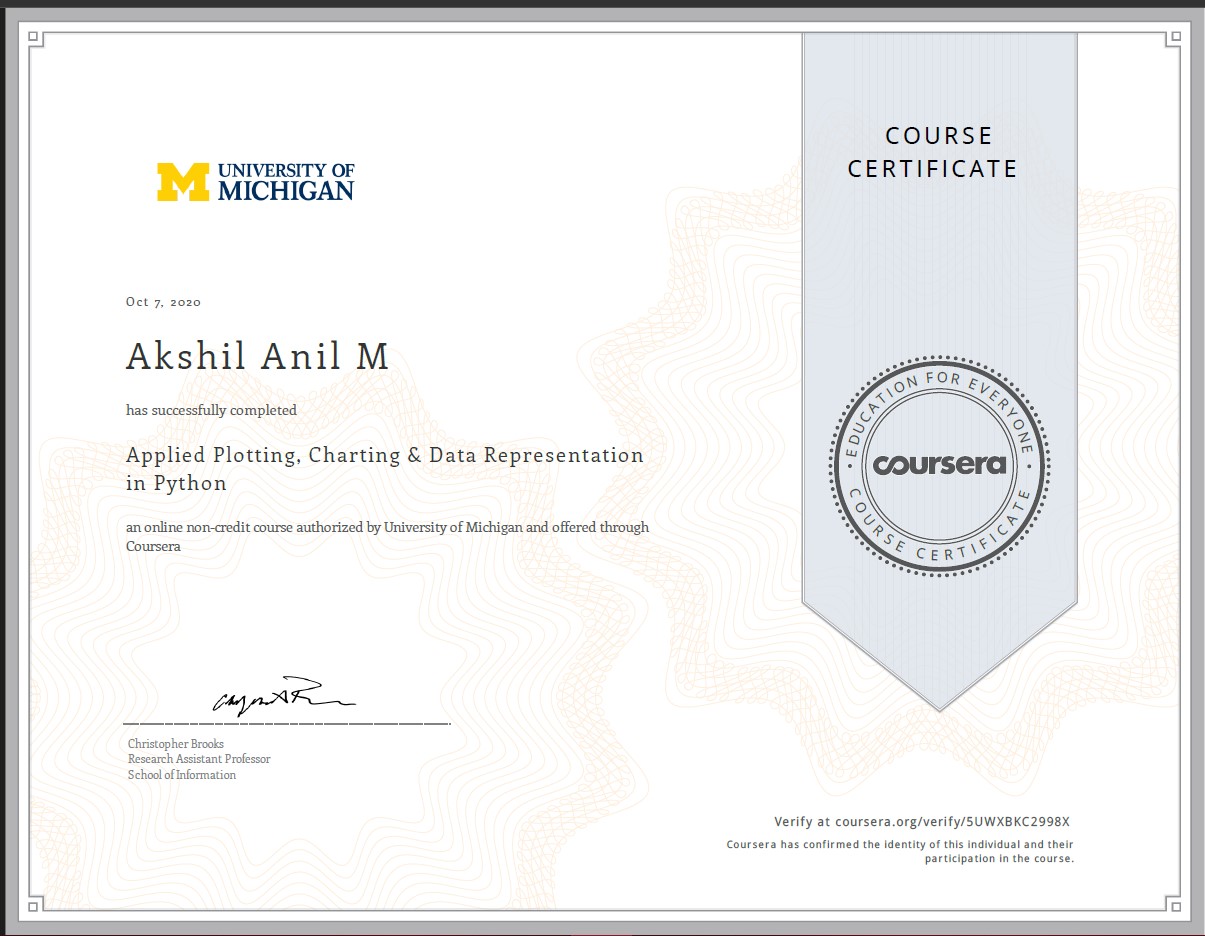 COURSE
CERTIFICATE
M UNIVERSITY OF
MICHIGAN
Oct 7, 2020
Akshil Anil M
has successfully completed
Applied Plotting, Charting & Data Representation
in Python
an online non-credit course authorized by University of Michigan and offered through
Coursera
EDUCATION FOR EVERYONE
coursera
COURSE CERTIFICATE
Christopher Brooks
Research Assistant Professor
School of Information
Verify at coursera.org/verify/5UWXBKC2998X
Coursera has confirmed the identity of this individual and their
participation in the course.